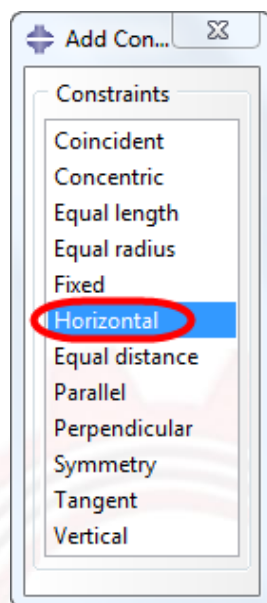 Add Con...
Constraints
Coincident
Concentric
Equal length
Equal radius
Fixed
Horizontal
Equal distance
Parallel
Perpendicular
Symmetry
Tangent
Vertical